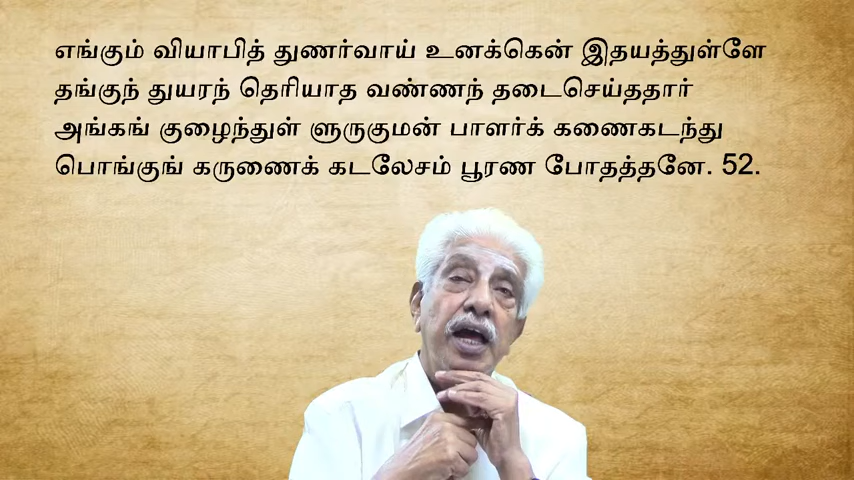 எங்கும் வியாபித் துணர்வாய் உனக்கென் இதயத்துள்ளே
தங்குந் துயரந் தெரியாத வண்ணந் தடைசெய்ததார்
அங்கங் குழைந்துள் ளுருகுமன் பாளர்க் கணைகடந்து
பொங்குங் கருணைக் கடலேசம் பூரண போதத்தனே. 52.